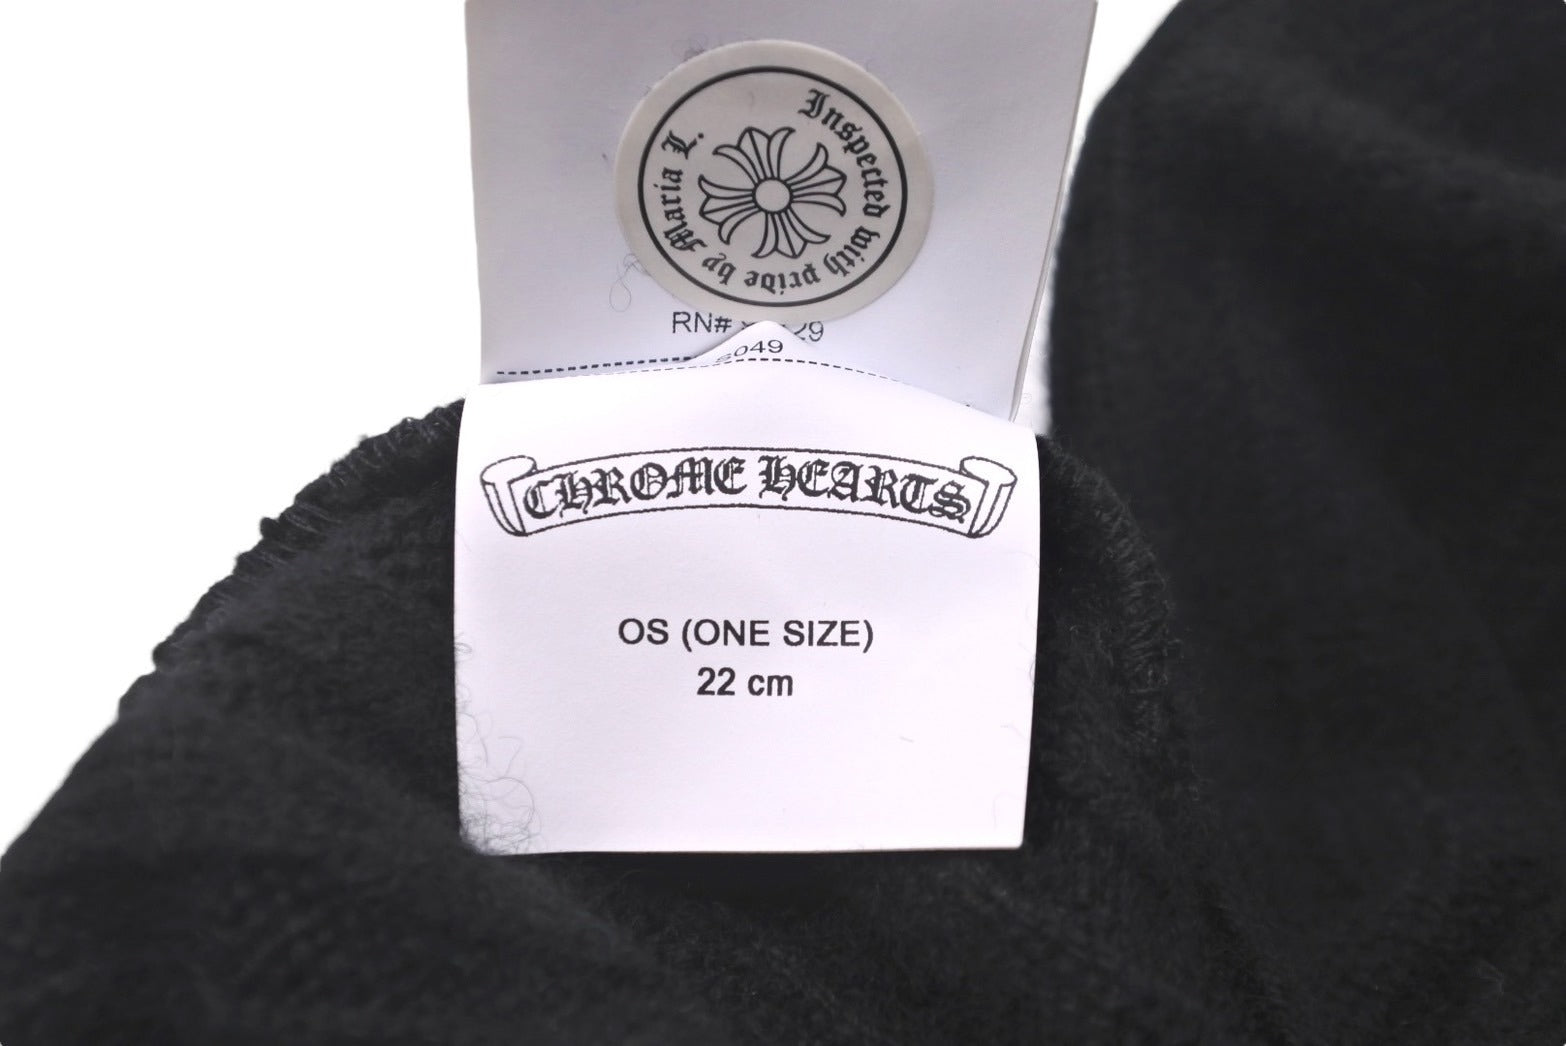 Inspected with pride by Maria L.
RN#
CHROME HEARTS
OS (ONE SIZE)
22 cm